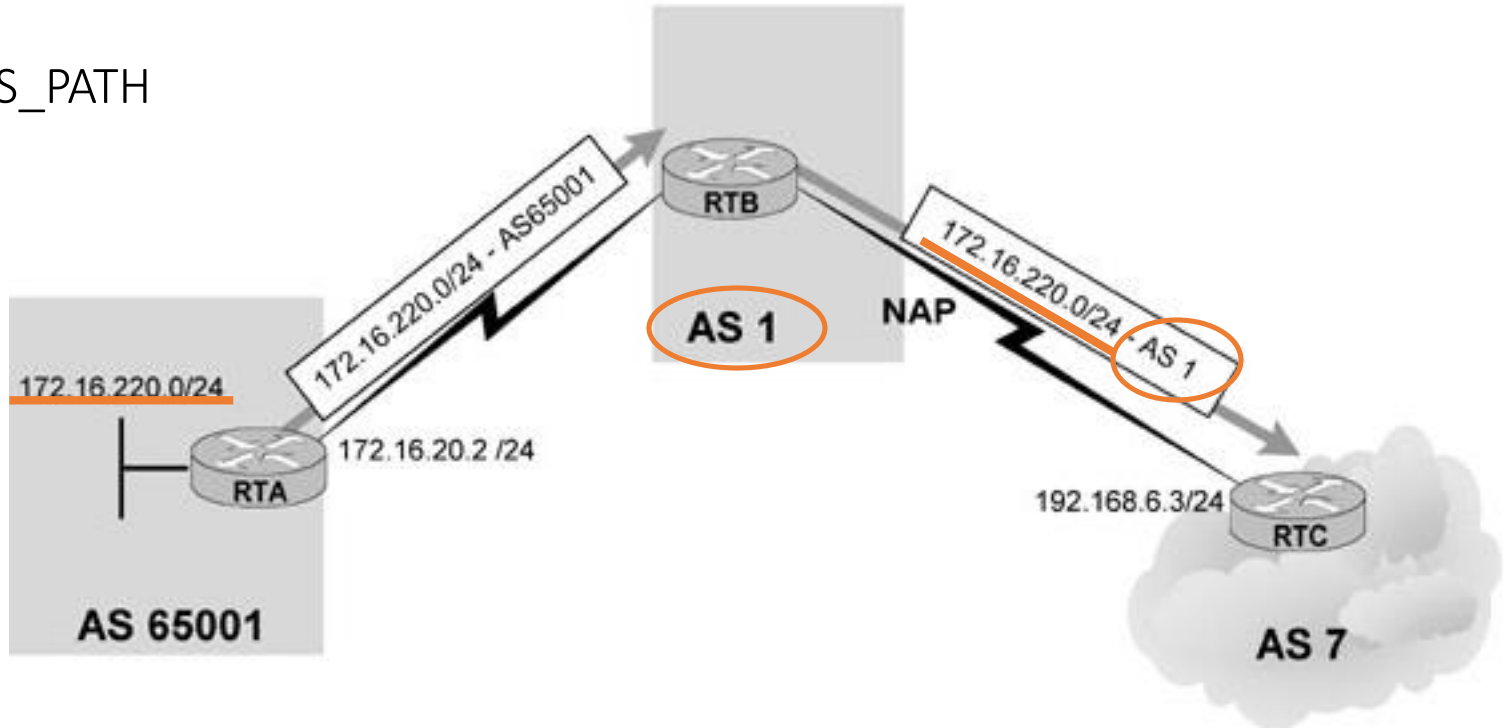 S_PATH
172.16.220.0/24 - AS65001
RTB
172.16.220.0/24 - AS 1
AS 1
NAP
172.16.220.0/24
172.16.20.2 /24
RTA
192.168.6.3/24
RTC
AS 65001
AS 7